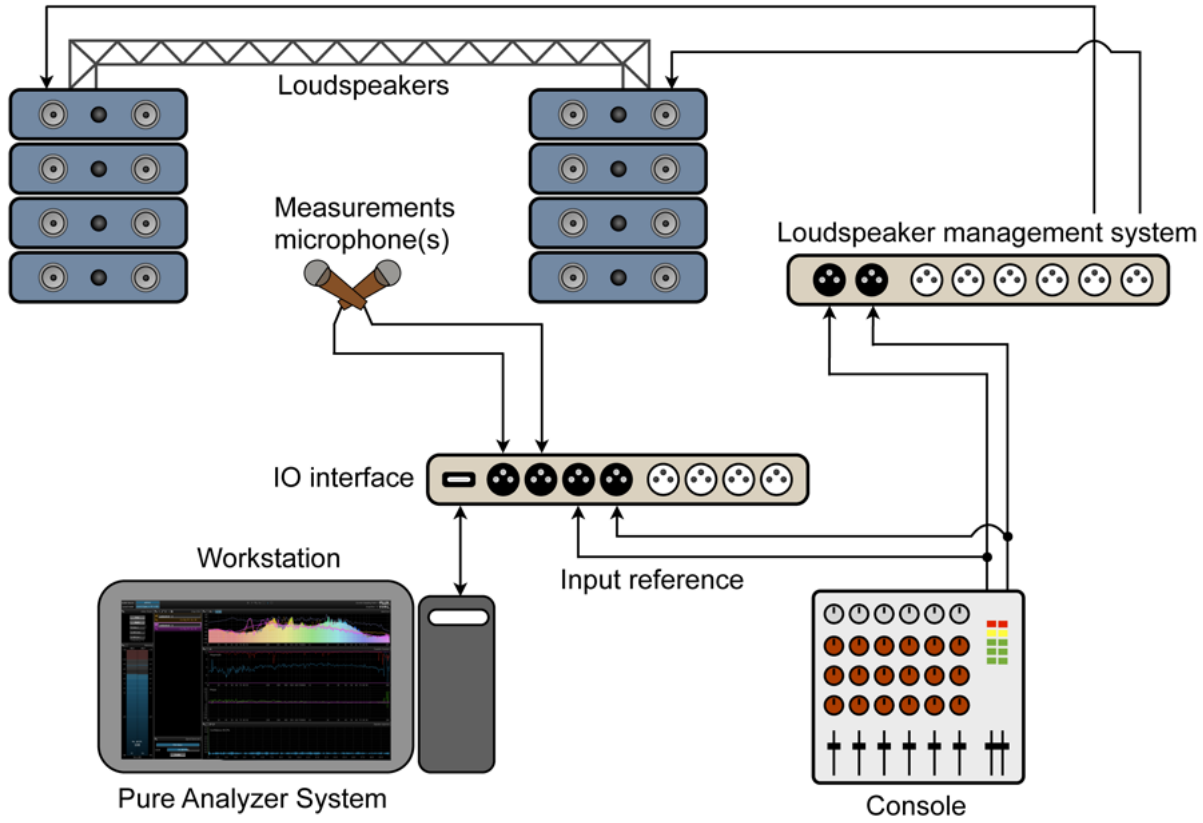 Loudspeakers
Measurements
microphone(s)
Loudspeaker management system
IO interface
Workstation
Input reference
Pure Analyzer System
Console